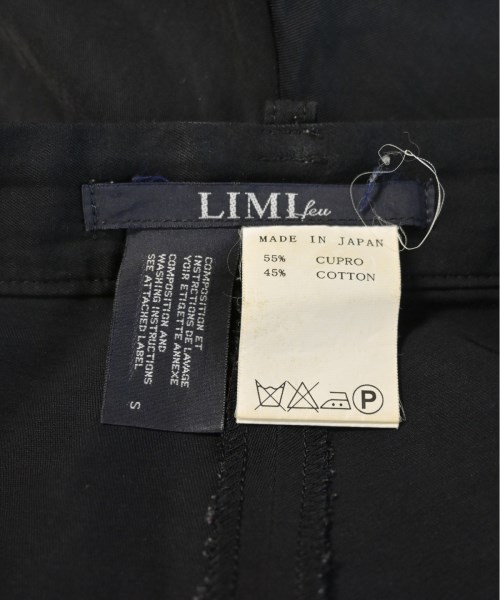 LIMI feu
MADE IN JAPAN
55% CUPRO
45% COTTON
P
COMPOSITION ET
INSTRUCTIONS DE LAVAGE
VOIR ETIQUETTE ANNEXE
COMPOSITION AND
WASHING INSTRUCTIONS
SEE ATTACHED LABEL
S